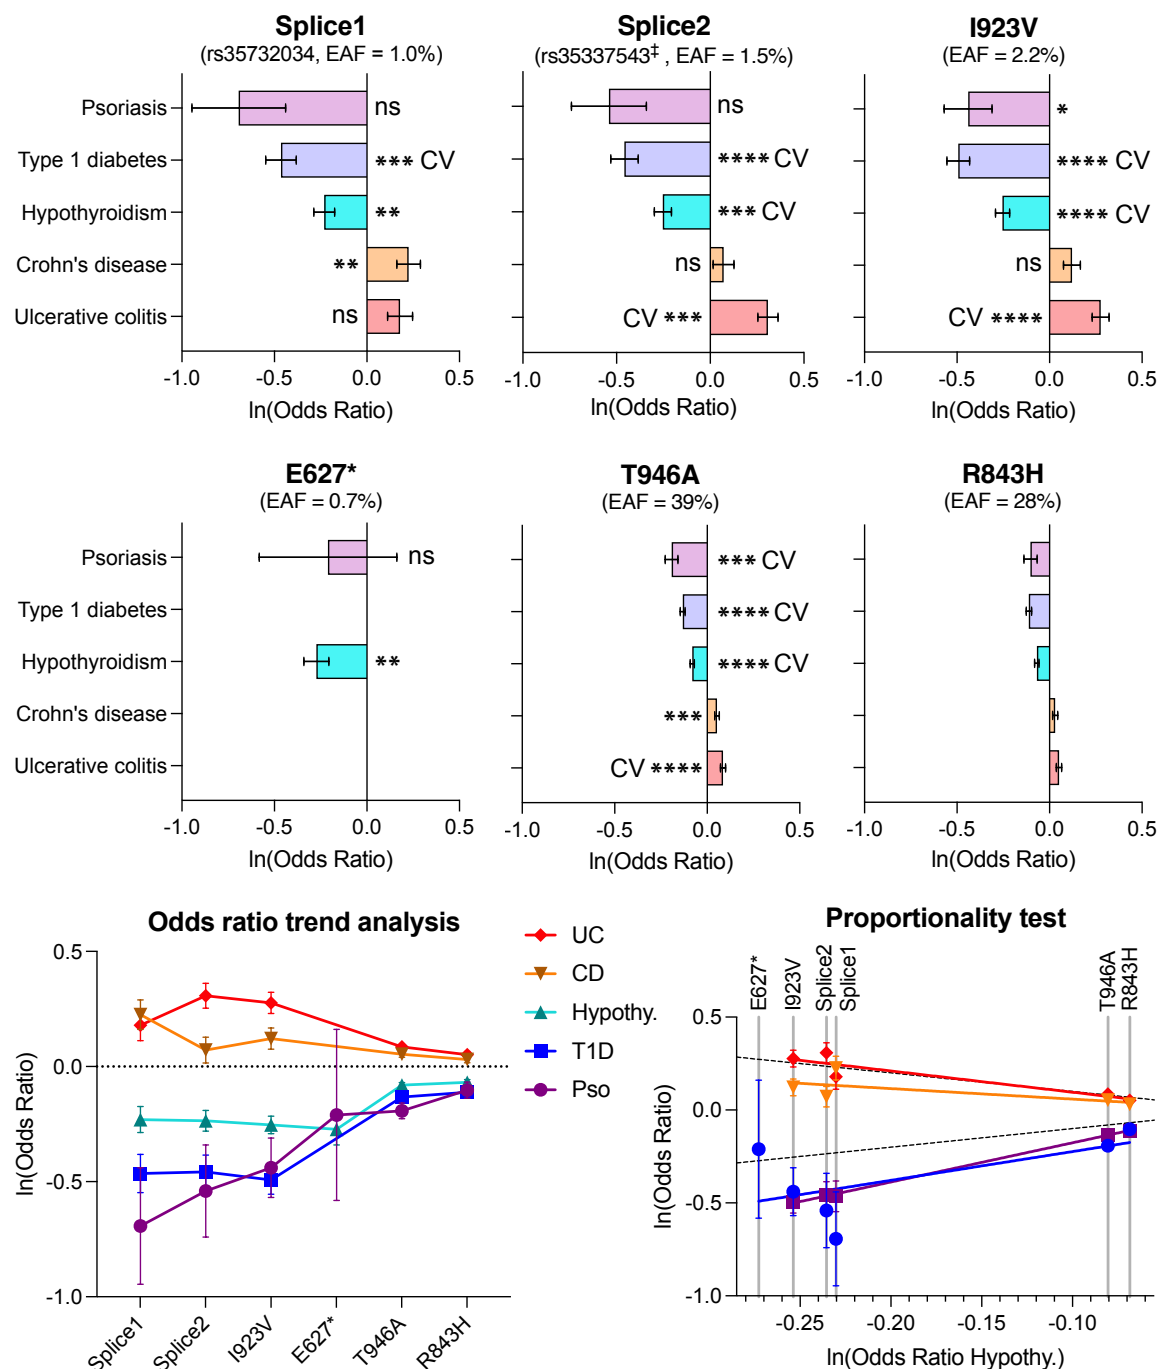 Splice1
(rs35732034, EAF = 1.0%)
Psoriasis
Type 1 diabetes
Hypothyroidism
Crohn's disease
Ulcerative colitis
ns
*** CV
**
**
ns
-1.0 -0.5 0.0 0.5
ln(Odds Ratio)
Splice2
(rs35337543‡ , EAF = 1.5%)
ns
**** CV
*** CV
ns
CV ***
-1.0 -0.5 0.0 0.5
ln(Odds Ratio)
I923V
(EAF = 2.2%)
*
**** CV
**** CV
ns
CV ****
-1.0 -0.5 0.0 0.5
ln(Odds Ratio)
E627*
(EAF = 0.7%)
Psoriasis
Type 1 diabetes
Hypothyroidism
Crohn's disease
Ulcerative colitis
ns
**
-1.0 -0.5 0.0 0.5
ln(Odds Ratio)
T946A
(EAF = 39%)
*** CV
**** CV
**** CV
***
CV ****
-1.0 -0.5 0.0 0.5
ln(Odds Ratio)
R843H
(EAF = 28%)
-1.0 -0.5 0.0 0.5
ln(Odds Ratio)
Odds ratio trend analysis
ln(Odds Ratio)
0.5
0.0
-0.5
-1.0
Splice1
Splice2
I923V
E627*
T946A
R843H
UC
CD
Hypothy.
T1D
Pso
Proportionality test
E627*
I923V
Splice2
Splice1
T946A
R843H
ln(Odds Ratio)
0.5
0.0
-0.5
-1.0
-0.25 -0.20 -0.15 -0.10
ln(Odds Ratio Hypothy.)